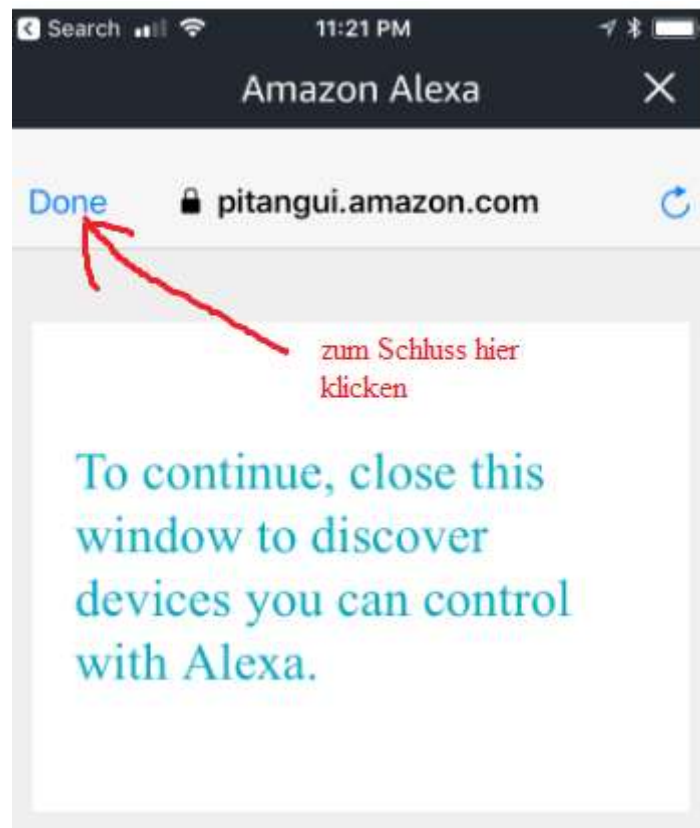 Search 11:21 PM
Amazon Alexa
Done pitangui.amazon.com
zum Schluss hier
klicken
To continue, close this
window to discover
devices you can control
with Alexa.